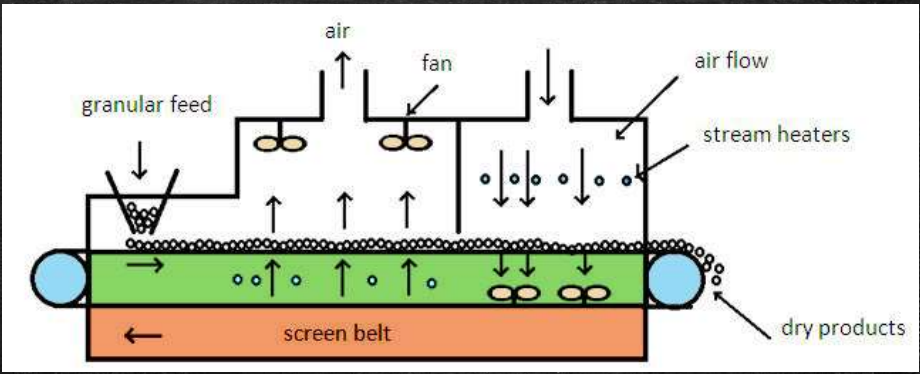 air
fan
air flow
granular feed
stream heaters
screen belt
dry products